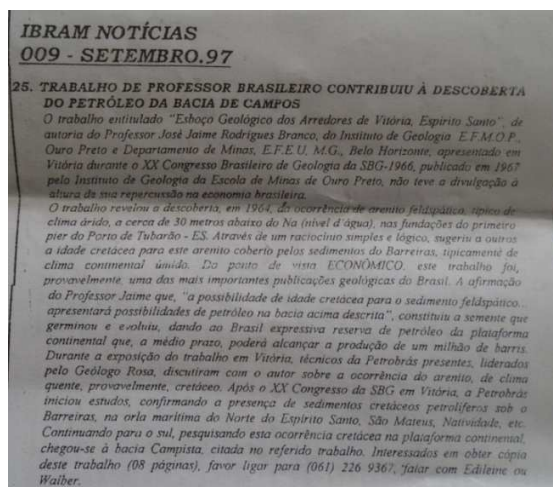 IBRAM NOTÍCIAS
009 - SETEMBRO.97
25. TRABALHO DE PROFESSOR BRASILEIRO CONTRIBUIU À DESCOBERTA
DO PETRÓLEO DA BACIA DE CAMPOS
O trabalho entitulado "Esboço Geológico dos Arredores de Vitória, Espírito Santo", de
autoria do Professor José Jaime Rodrigues Branco, do Instituto de Geologia E.F.M.O.P.,
Ouro Preto e Departamento de Minas, E.F.E U, M.G., Belo Horizonte, apresentado em
Vitória durante o XX Congresso Brasileiro de Geologia da SBG-1966, publicado em 1967
pelo Instituto de Geologia da Escola de Minas de Ouro Preto, não teve a divulgação à
altura de sua repercussão na economia brasileira.
O trabalho revelou a descoberta, em 1964, da ocorrência de arenito feldspático, típico de
clima árido, a cerca de 30 metros abaixo do Na (nível d'água), nas fundações do primeiro
pier do Porto de Tubarão - ES. Através de um raciocínio simples e lógico, sugeriu a outros
a idade cretácea para este arenito coberto pelos sedimentos do Barreiras, tipicamente de
clima continental úmido. Do ponto de vista ECONÔMICO, este trabalho foi,
provavelmente, uma das mais importantes publicações geológicas do Brasil. A afirmação
do Professor Jaime que, "a possibilidade de idade cretácea para o sedimento feldspático...
apresentará possibilidades de petróleo na bacia acima descrita", constituiu a semente que
germinou e evoluiu, dando ao Brasil expressiva reserva de petróleo da plataforma
continental que, a médio prazo, poderá alcançar a produção de um milhão de barris.
Durante a exposição do trabalho em Vitória, técnicos da Petrobrás presentes, liderados
pelo Geólogo Rosa, discutiram com o autor sobre a ocorrência do arenito, de clima
quente, provavelmente, cretáceo. Após o XX Congresso da SBG em Vitória, a Petrobrás
iniciou estudos, confirmando a presença de sedimentos cretáceos petrolíferos sob o
Barreiras, na orla marítima do Norte do Espírito Santo, São Mateus, Natividade, etc.
Continuando para o sul, pesquisando esta ocorrência cretácea na plataforma continental,
chegou-se à bacia Campista, citada no referido trabalho. Interessados em obter cópia
deste trabalho (08 páginas), favor ligar para (061) 226 9367, falar com Edileine ou
Walber.